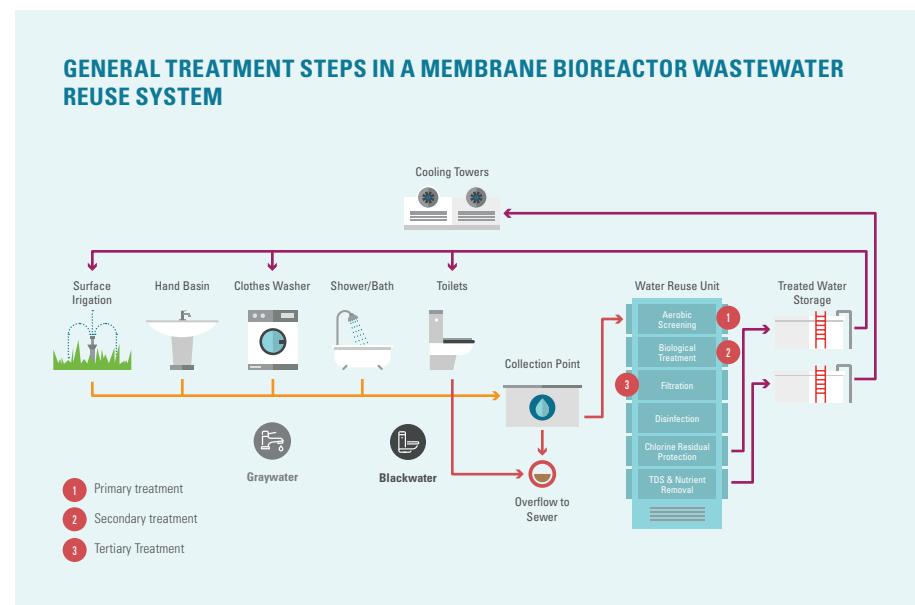 GENERAL TREATMENT STEPS IN A MEMBRANE BIOREACTOR WASTEWATER
REUSE SYSTEM
Cooling Towers
Surface
Irigation
Hand Basin
Clothes Washer
Shower/Bath
Toilets
Water Reuse Unit
Treated Water
Storage
Aerobic
Screening
1
Biological
Treatment
2
Collection Point
3
Filtration
Disinfection
Chlorine Residual
Protection
TDS & Nutrient
Removal
Graywater
Blackwater
Overflow to
Sewer
1 Primary treatment
2 Secondary treatment
3 Tertiary Treatment